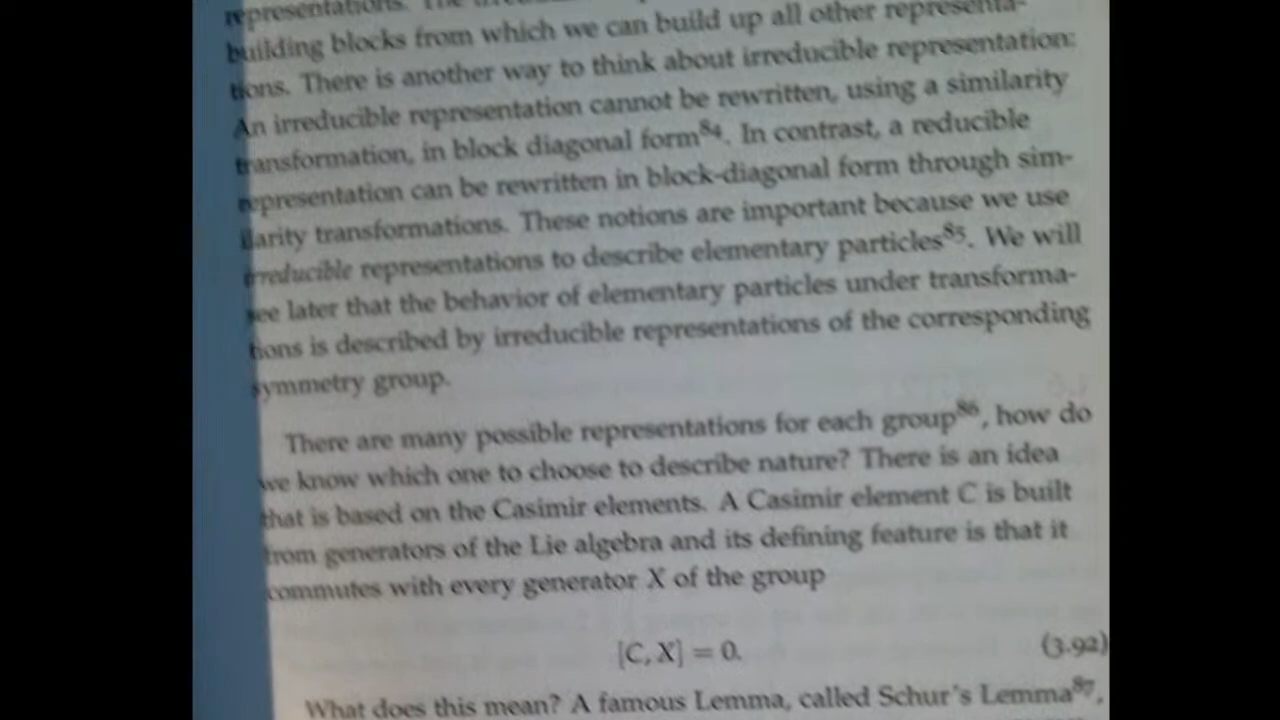 representations. The
building blocks from which we can build up all other representa-
tions. There is another way to think about irreducible representation:
An irreducible representation cannot be rewritten, using a similarity
transformation, in block diagonal form⁸⁴. In contrast, a reducible
representation can be rewritten in block-diagonal form through sim-
ilarity transformations. These notions are important because we use
irreducible representations to describe elementary particles⁸⁵. We will
see later that the behavior of elementary particles under transforma-
tions is described by irreducible representations of the corresponding
symmetry group.
There are many possible representations for each group⁸⁶, how do
we know which one to choose to describe nature? There is an idea
that is based on the Casimir elements. A Casimir element C is built
from generators of the Lie algebra and its defining feature is that it
commutes with every generator X of the group
[C, X] = 0. (3.92)
What does this mean? A famous Lemma, called Schur's Lemma⁸⁷,